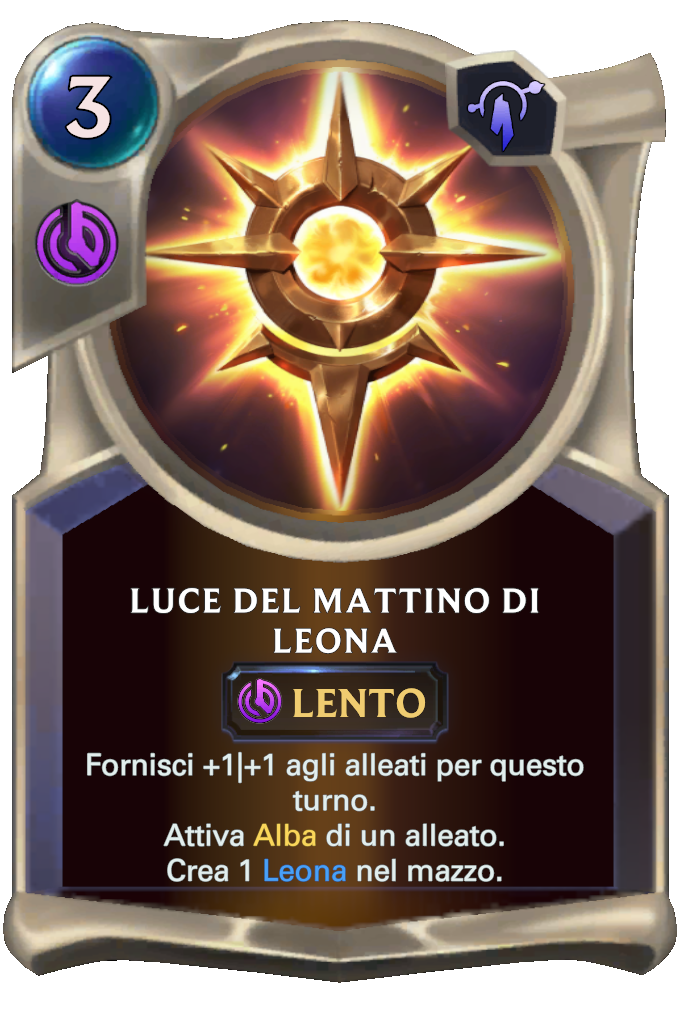 3
LUCE DEL MATTINO DI
LEONA
LENTO
Fornisci +1|+1 agli alleati per questo
turno.
Attiva Alba di un alleato.
Crea 1 Leona nel mazzo.